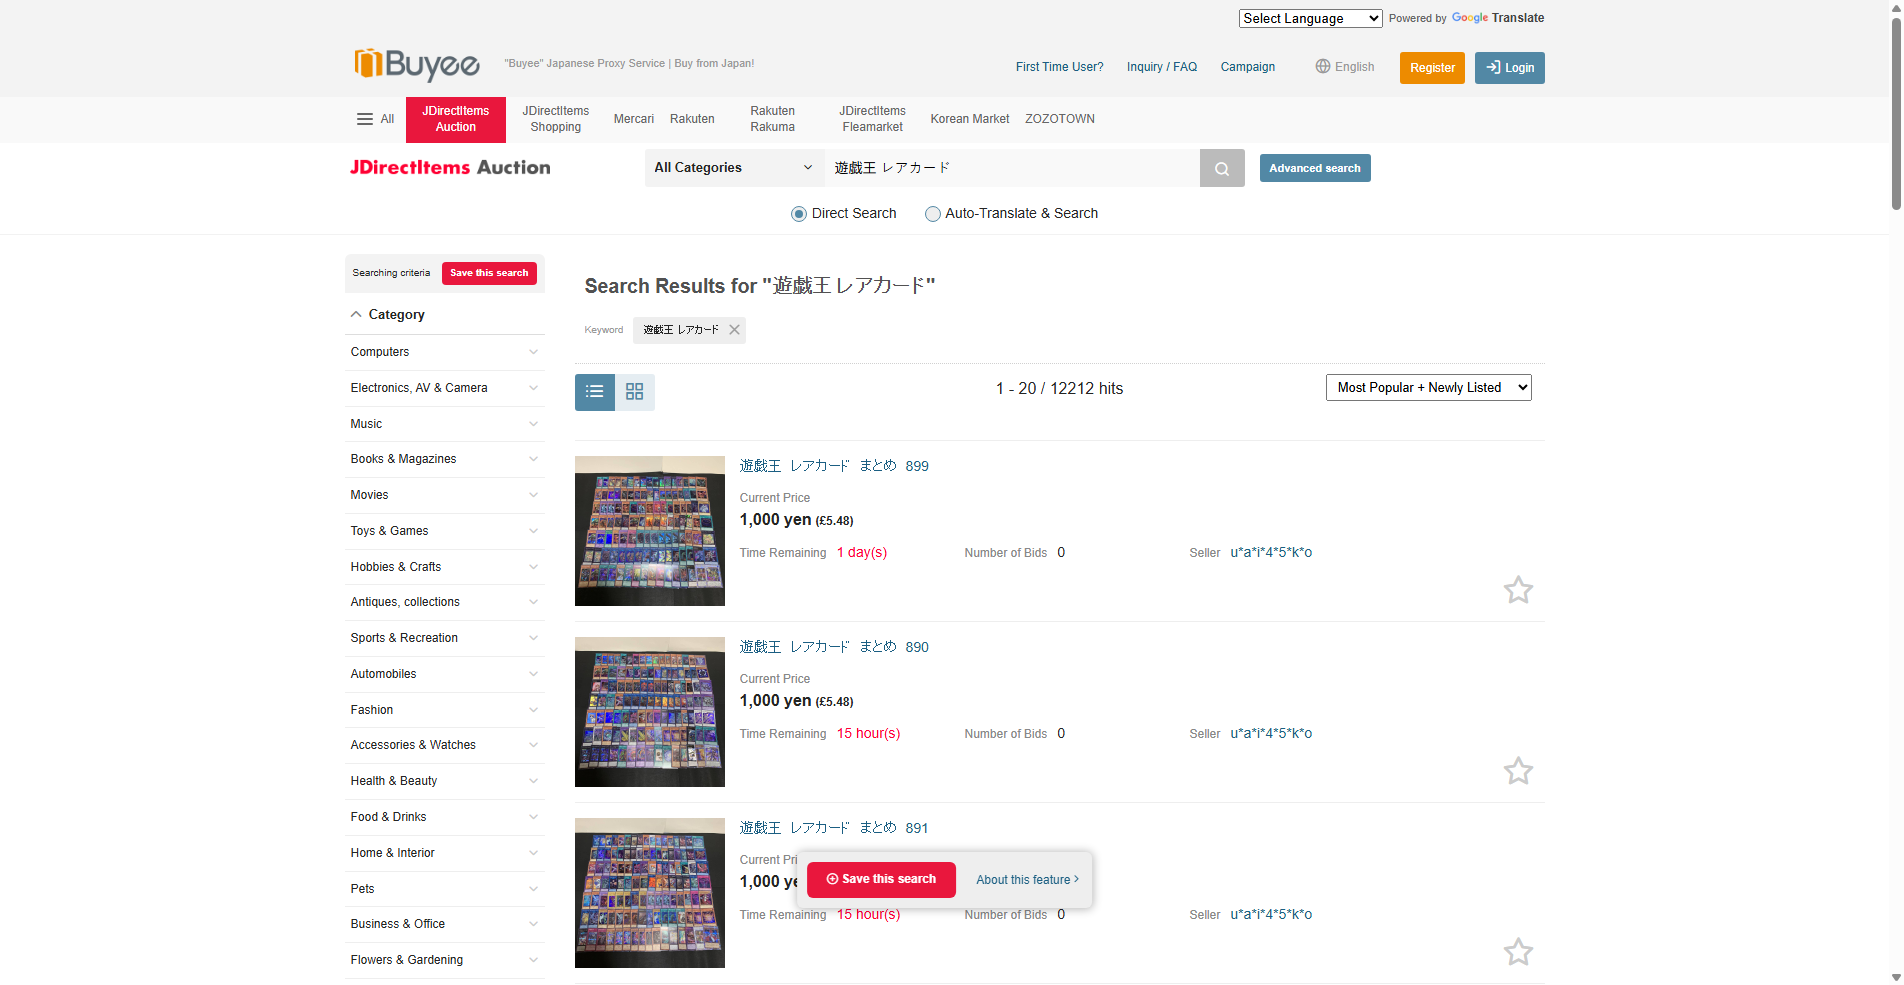 Select Language
Powered by Google Translate
Buyee
"Buyee" Japanese Proxy Service | Buy from Japan!
First Time User?
Inquiry / FAQ
Campaign
English
Register
Login
All
JDirectItems Auction
JDirectItems Shopping
Mercari
Rakuten
Rakuten Rakuma
JDirectItems Fleamarket
Korean Market
ZOZOTOWN
JDirectItems Auction
All Categories
遊戯王 レアカード
Advanced search
Direct Search
Auto-Translate & Search
Searching criteria
Save this search
Category
Computers
Electronics, AV & Camera
Music
Books & Magazines
Movies
Toys & Games
Hobbies & Crafts
Antiques, collections
Sports & Recreation
Automobiles
Fashion
Accessories & Watches
Health & Beauty
Food & Drinks
Home & Interior
Pets
Business & Office
Flowers & Gardening
Search Results for "遊戯王 レアカード"
Keyword 遊戯王 レアカード
1 - 20 / 12212 hits
Most Popular + Newly Listed
遊戯王 レアカード まとめ 899
Current Price
1,000 yen (£5.48)
Time Remaining 1 day(s)
Number of Bids 0
Seller u*a*i*4*5*k*o
遊戯王 レアカード まとめ 890
Current Price
1,000 yen (£5.48)
Time Remaining 15 hour(s)
Number of Bids 0
Seller u*a*i*4*5*k*o
遊戯王 レアカード まとめ 891
Current Pri
1,000 ye
Save this search
About this feature
Time Remaining 15 hour(s)
Number of Bids 0
Seller u*a*i*4*5*k*o